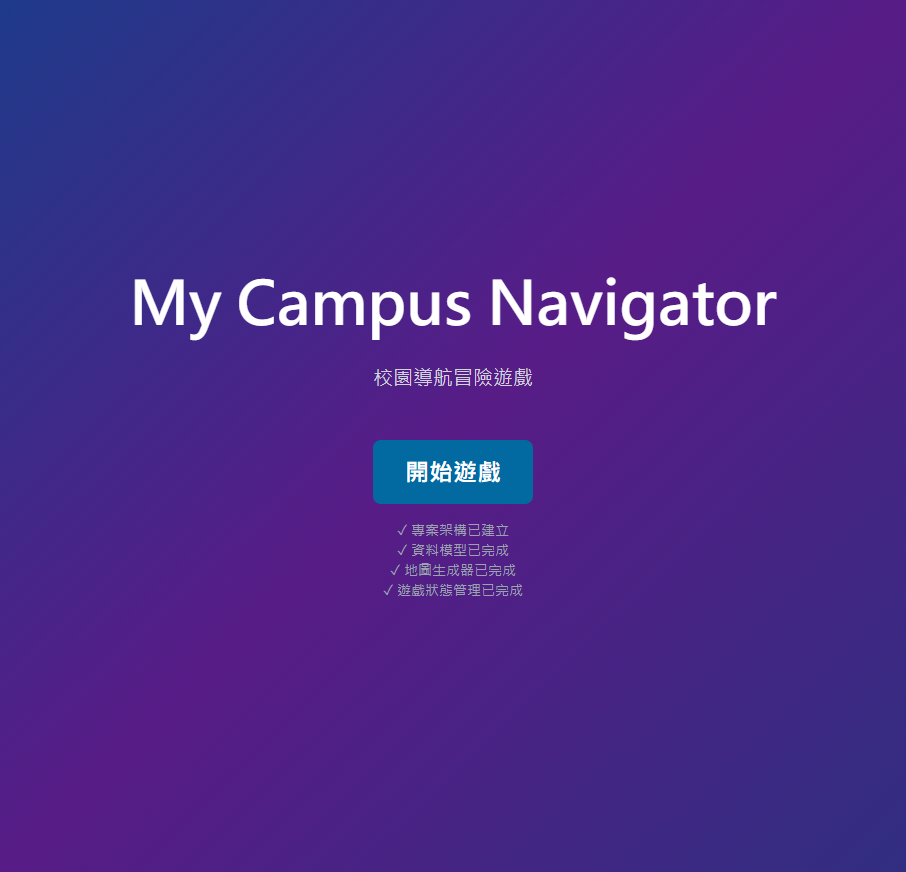 My Campus Navigator
校園導航冒險遊戲
開始遊戲
✓ 專案架構已建立
✓ 資料模型已完成
✓ 地圖生成器已完成
✓ 遊戲狀態管理已完成